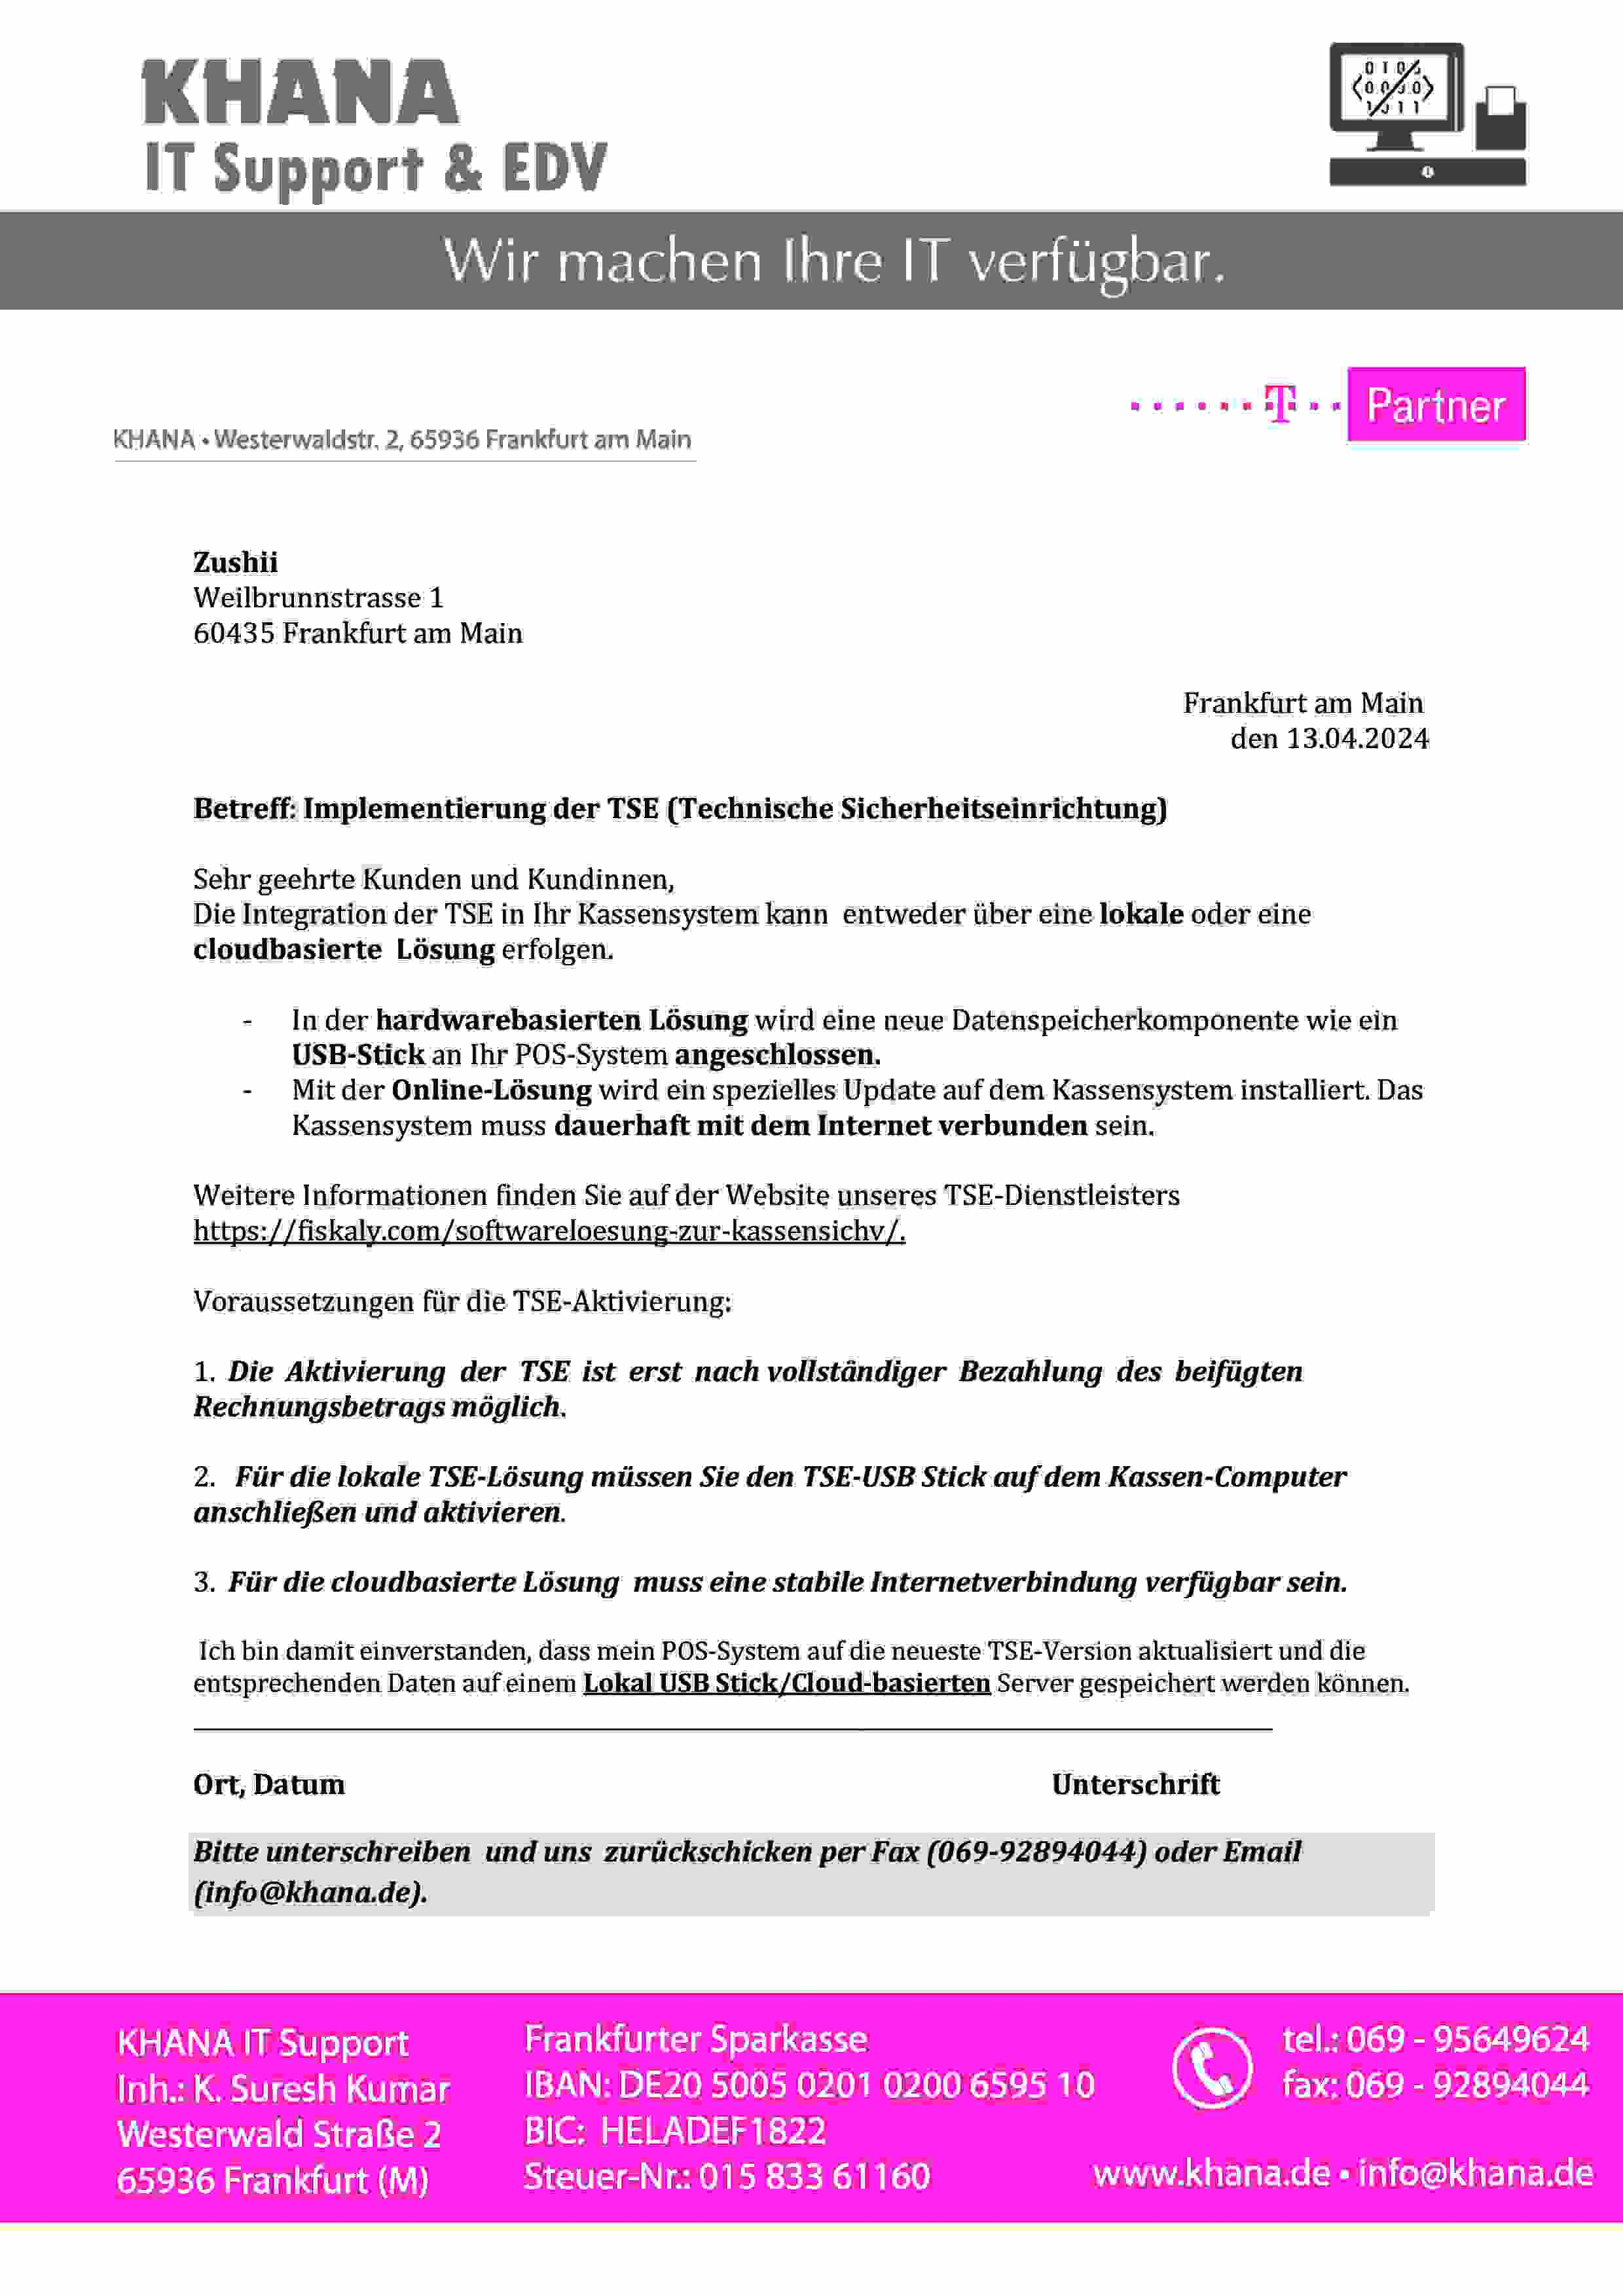 KHANA
IT Support & EDV
Wir machen Ihre IT verfügbar.
T Partner
KHANA • Westerwaldstr. 2, 65936 Frankfurt am Main
Zushii
Weilbrunnstrasse 1
60435 Frankfurt am Main
Frankfurt am Main
den 13.04.2024
Betreff: Implementierung der TSE (Technische Sicherheitseinrichtung)
Sehr geehrte Kunden und Kundinnen,
Die Integration der TSE in Ihr Kassensystem kann entweder über eine lokale oder eine
cloudbasierte Lösung erfolgen.
- In der hardwarebasierten Lösung wird eine neue Datenspeicherkomponente wie ein
USB-Stick an Ihr POS-System angeschlossen.
- Mit der Online-Lösung wird ein spezielles Update auf dem Kassensystem installiert. Das
Kassensystem muss dauerhaft mit dem Internet verbunden sein.
Weitere Informationen finden Sie auf der Website unseres TSE-Dienstleisters
https://fiskaly.com/softwareloesung-zur-kassensichv/.
Voraussetzungen für die TSE-Aktivierung:
1. Die Aktivierung der TSE ist erst nach vollständiger Bezahlung des beifügten
Rechnungsbetrags möglich.
2. Für die lokale TSE-Lösung müssen Sie den TSE-USB Stick auf dem Kassen-Computer
anschließen und aktivieren.
3. Für die cloudbasierte Lösung muss eine stabile Internetverbindung verfügbar sein.
Ich bin damit einverstanden, dass mein POS-System auf die neueste TSE-Version aktualisiert und die
entsprechenden Daten auf einem Lokal USB Stick/Cloud-basierten Server gespeichert werden können.
Ort, Datum Unterschrift
Bitte unterschreiben und uns zurückschicken per Fax (069-92894044) oder Email
(info@khana.de).
KHANA IT Support
Inh.: K. Suresh Kumar
Westerwald Straße 2
65936 Frankfurt (M)
Frankfurter Sparkasse
IBAN: DE20 5005 0201 0200 6595 10
BIC: HELADEF1822
Steuer-Nr.: 015 833 61160
tel.: 069 - 95649624
fax: 069 - 92894044
www.khana.de • info@khana.de